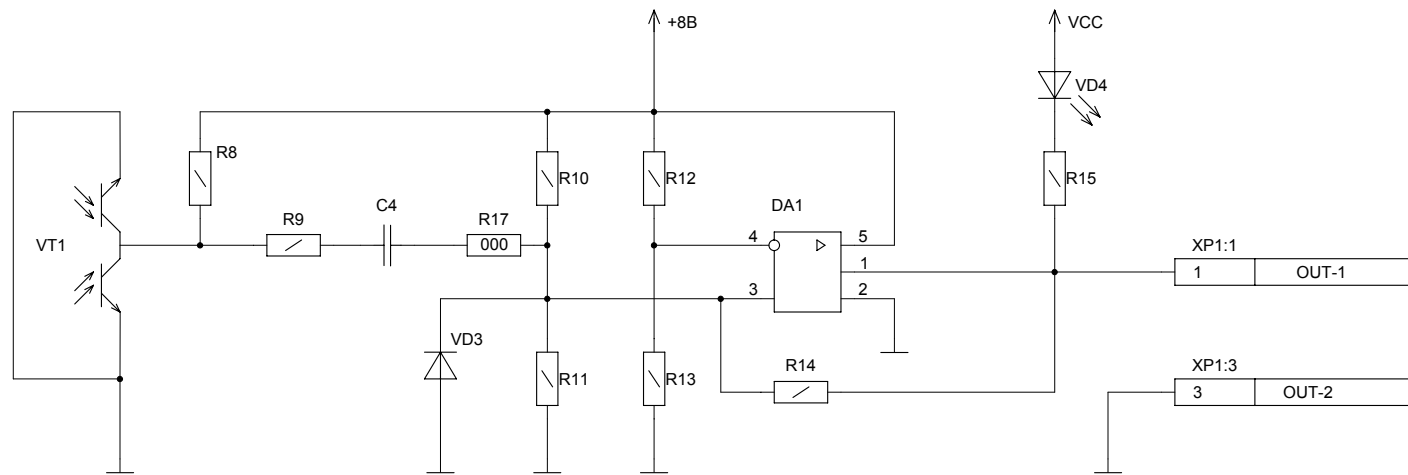 +8В
VCC
VD4
R8
R10
R12
R15
VT1
R9
C4
R17
000
DA1
4
5
1
3
2
XP1:1
1
OUT-1
VD3
R11
R13
R14
XP1:3
3
OUT-2